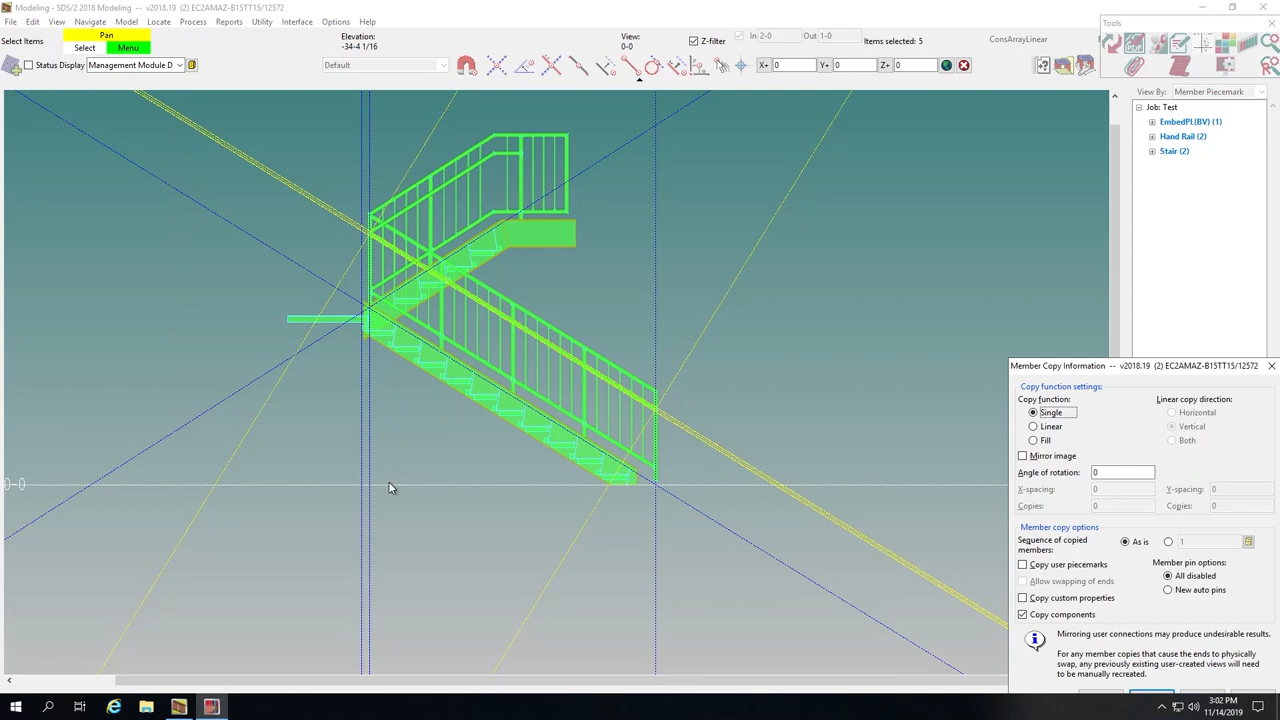 Modeling - SDS/2 Modeling -- v2018.19 (2) EC2AMAZ-B15TT15/12572
File Edit View Navigate Model Locate Process Reports Utility Interface Options Help
Tools
Select Items
Pan
Select
Menu
Elevation:
-34-4 1/16
View:
0-0
Z-filter
In 2-0
Out 1-0
Items selected: 5
ConsArrayLinear
Status Display
Management Module D
Default
X+ 0
Y+ 0
Z+ 0
View By: Member Piecemark
Job: Test
EmbedPL(BV) (1)
Hand Rail (2)
Stair (2)
0-0
Member Copy Information -- v2018.19 (2) EC2AMAZ-B15TT15/12572
Copy function settings:
Copy function:
Linear copy direction:
Single
Horizontal
Linear
Vertical
Fill
Both
Mirror image
Angle of rotation: 0
X-spacing: 0
Y-spacing: 0
Copies: 0
Copies: 0
Member copy options
Sequence of copied members:
As is
1
Copy user piecemarks
Member pin options:
Allow swapping of ends
All disabled
Copy custom properties
New auto pins
Copy components
Mirroring user connections may produce undesirable results.
For any member copies that cause the ends to physically
swap, any previously existing user-created views will need
to be manually recreated.
3:02 PM
11/14/2019